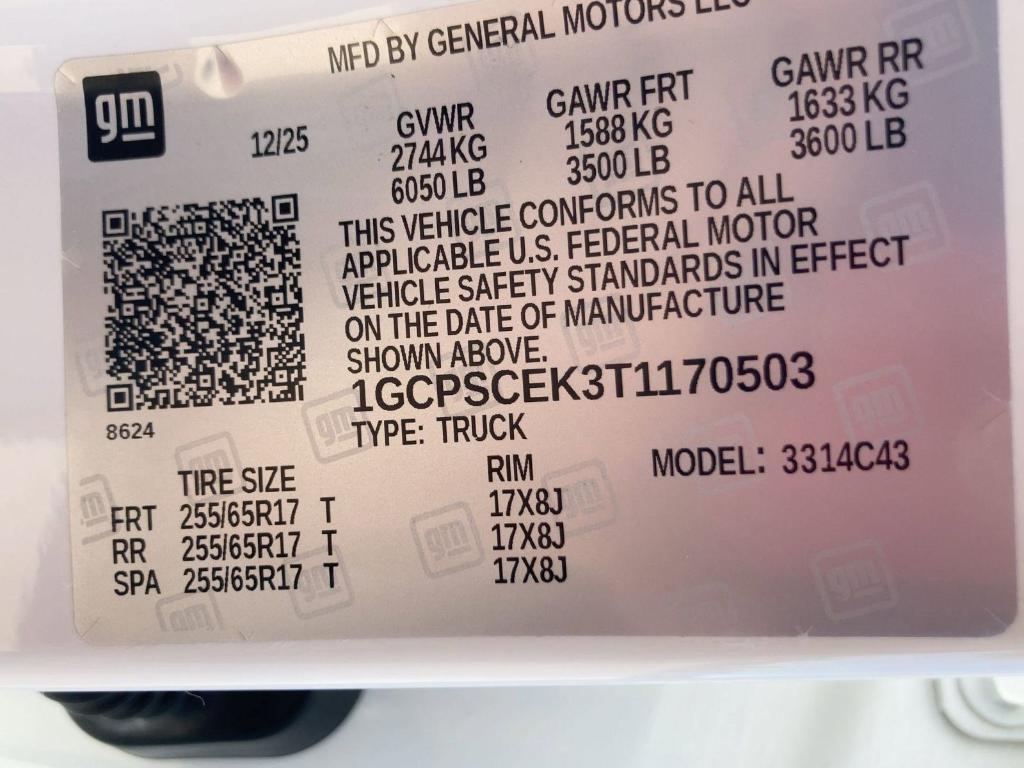 MFD BY GENERAL MOTORS LLC
gm
12/25
GVWR
2744KG
6050 LB
GAWR FRT
1588 KG
3500 LB
GAWR RR
1633 KG
3600 LB
THIS VEHICLE CONFORMS TO ALL
APPLICABLE U.S. FEDERAL MOTOR
VEHICLE SAFETY STANDARDS IN EFFECT
ON THE DATE OF MANUFACTURE
SHOWN ABOVE.
1GCPSCEK3T1170503
8624
TYPE: TRUCK
MODEL: 3314C43
TIRE SIZE RIM
FRT 255/65R17 T 17X8J
RR 255/65R17 T 17X8J
SPA 255/65R17 T 17X8J